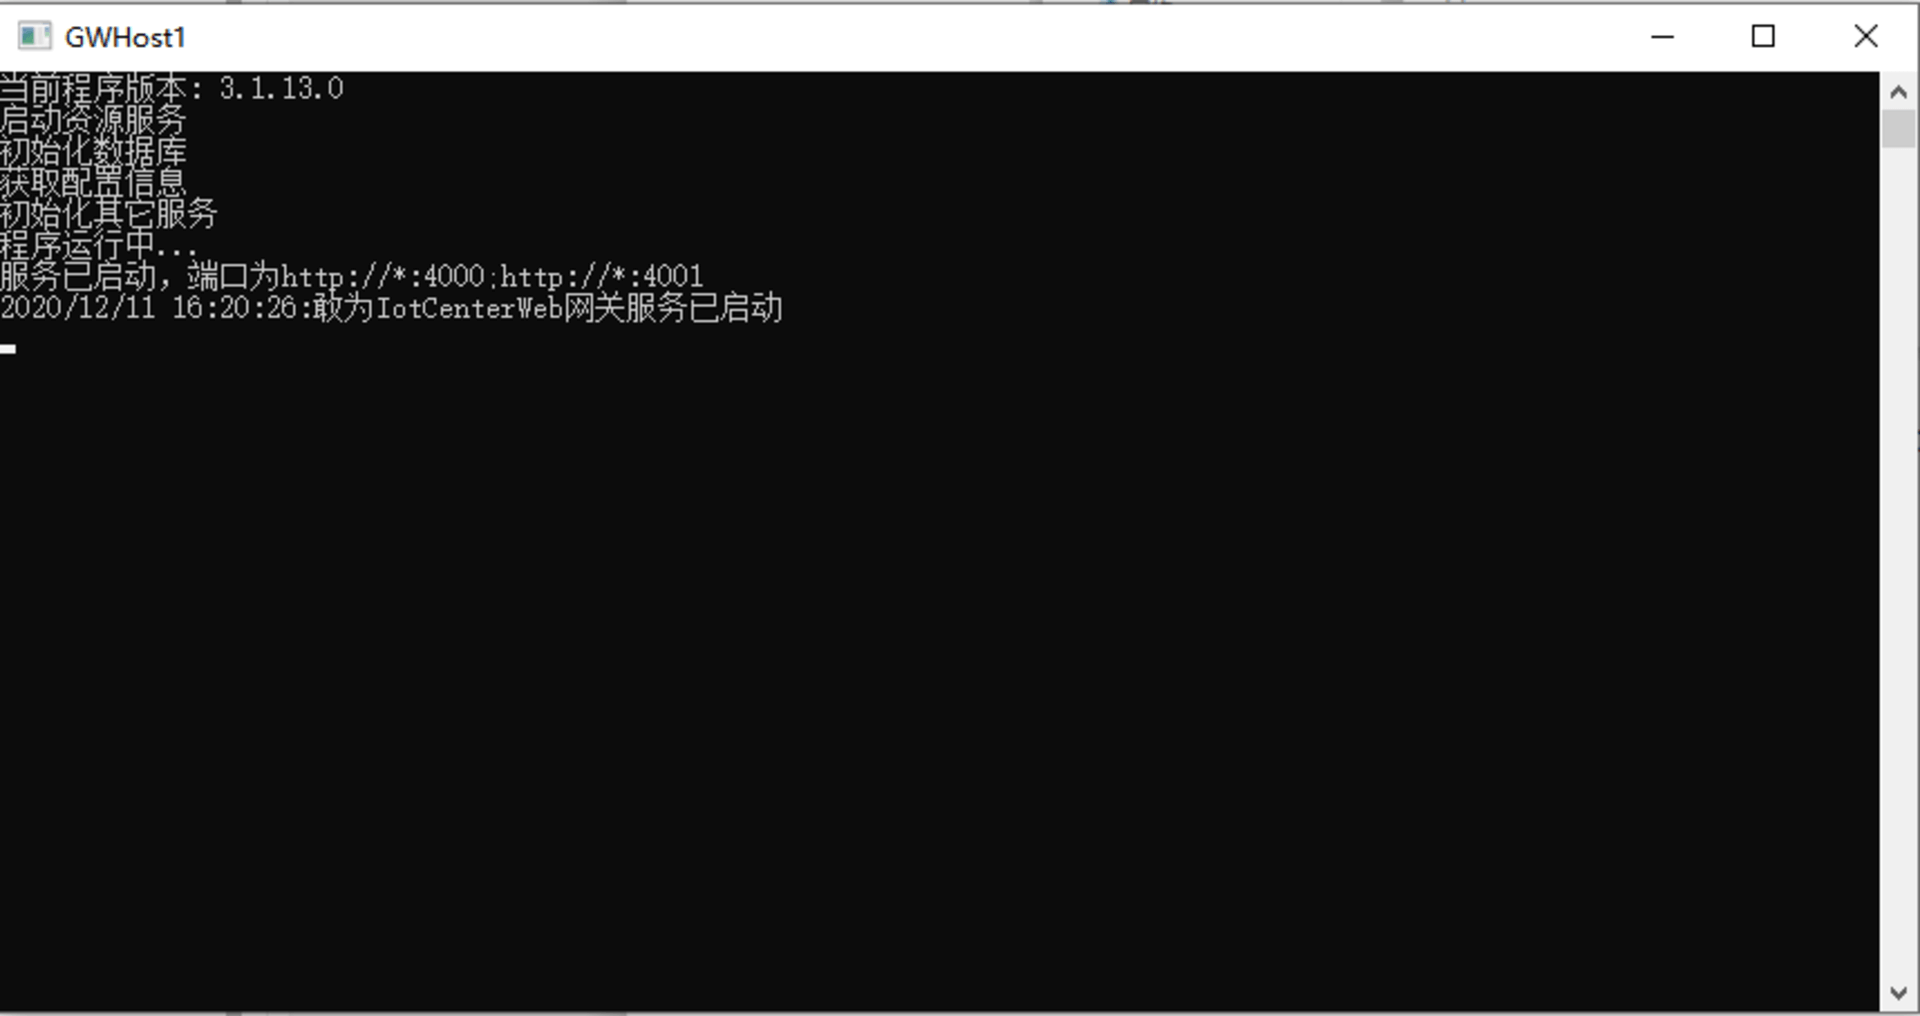 GWHost1
当前程序版本: 3.1.13.0
启动资源服务
初始化数据库
获取配置信息
初始化其它服务
程序运行中...
服务已启动，端口为http://*:4000;http://*:4001
2020/12/11 16:20:26:敢为IotCenterWeb网关服务已启动